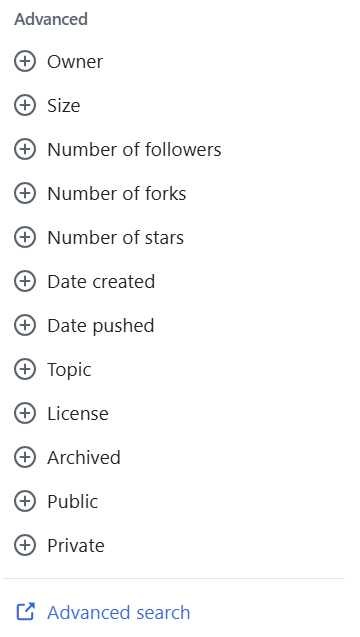 Advanced
Owner
Size
Number of followers
Number of forks
Number of stars
Date created
Date pushed
Topic
License
Archived
Public
Private
Advanced search